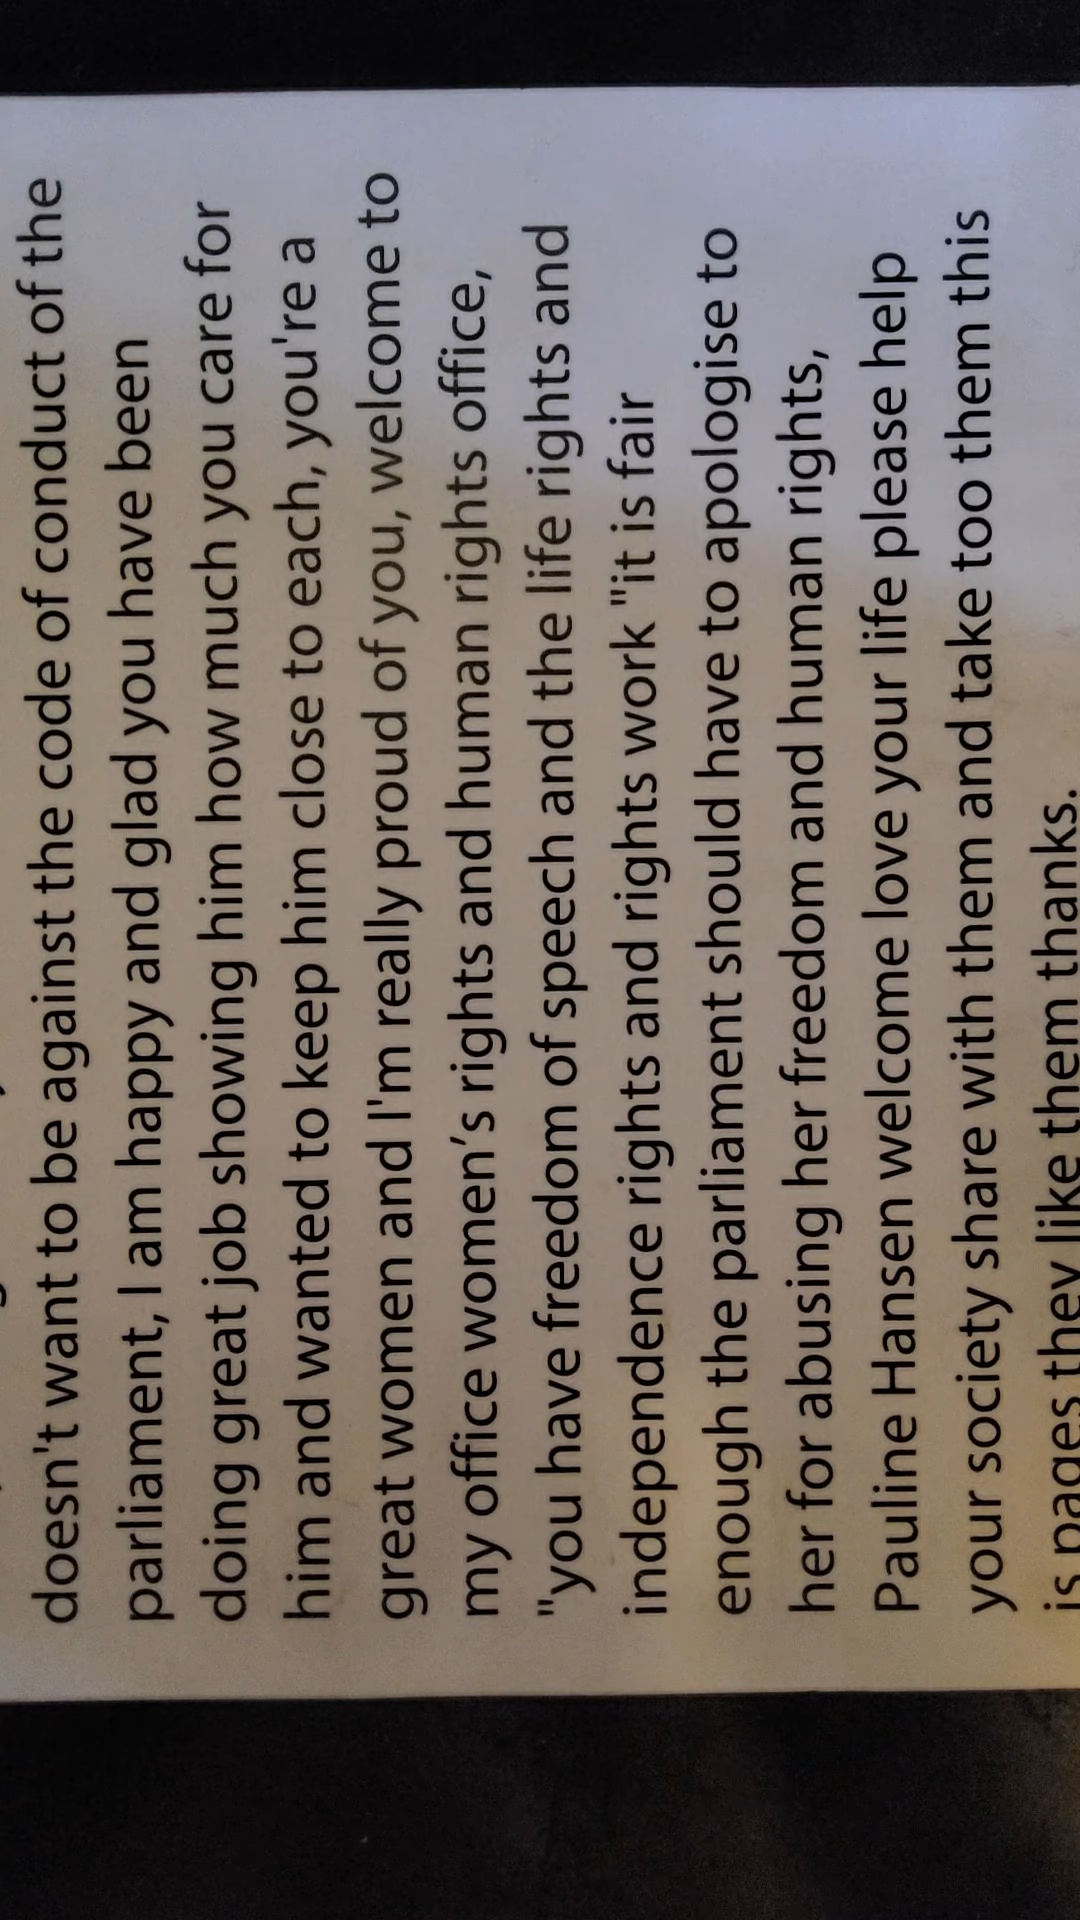 doesn't want to be against the code of conduct of the
parliament, I am happy and glad you have been
doing great job showing him how much you care for
him and wanted to keep him close to each, you're a
great women and I'm really proud of you, welcome to
my office women’s rights and human rights office,
"you have freedom of speech and the life rights and
independence rights and rights work "it is fair
enough the parliament should have to apologise to
her for abusing her freedom and human rights,
Pauline Hansen welcome love your life please help
your society share with them and take too them this
is pages they like them thanks.